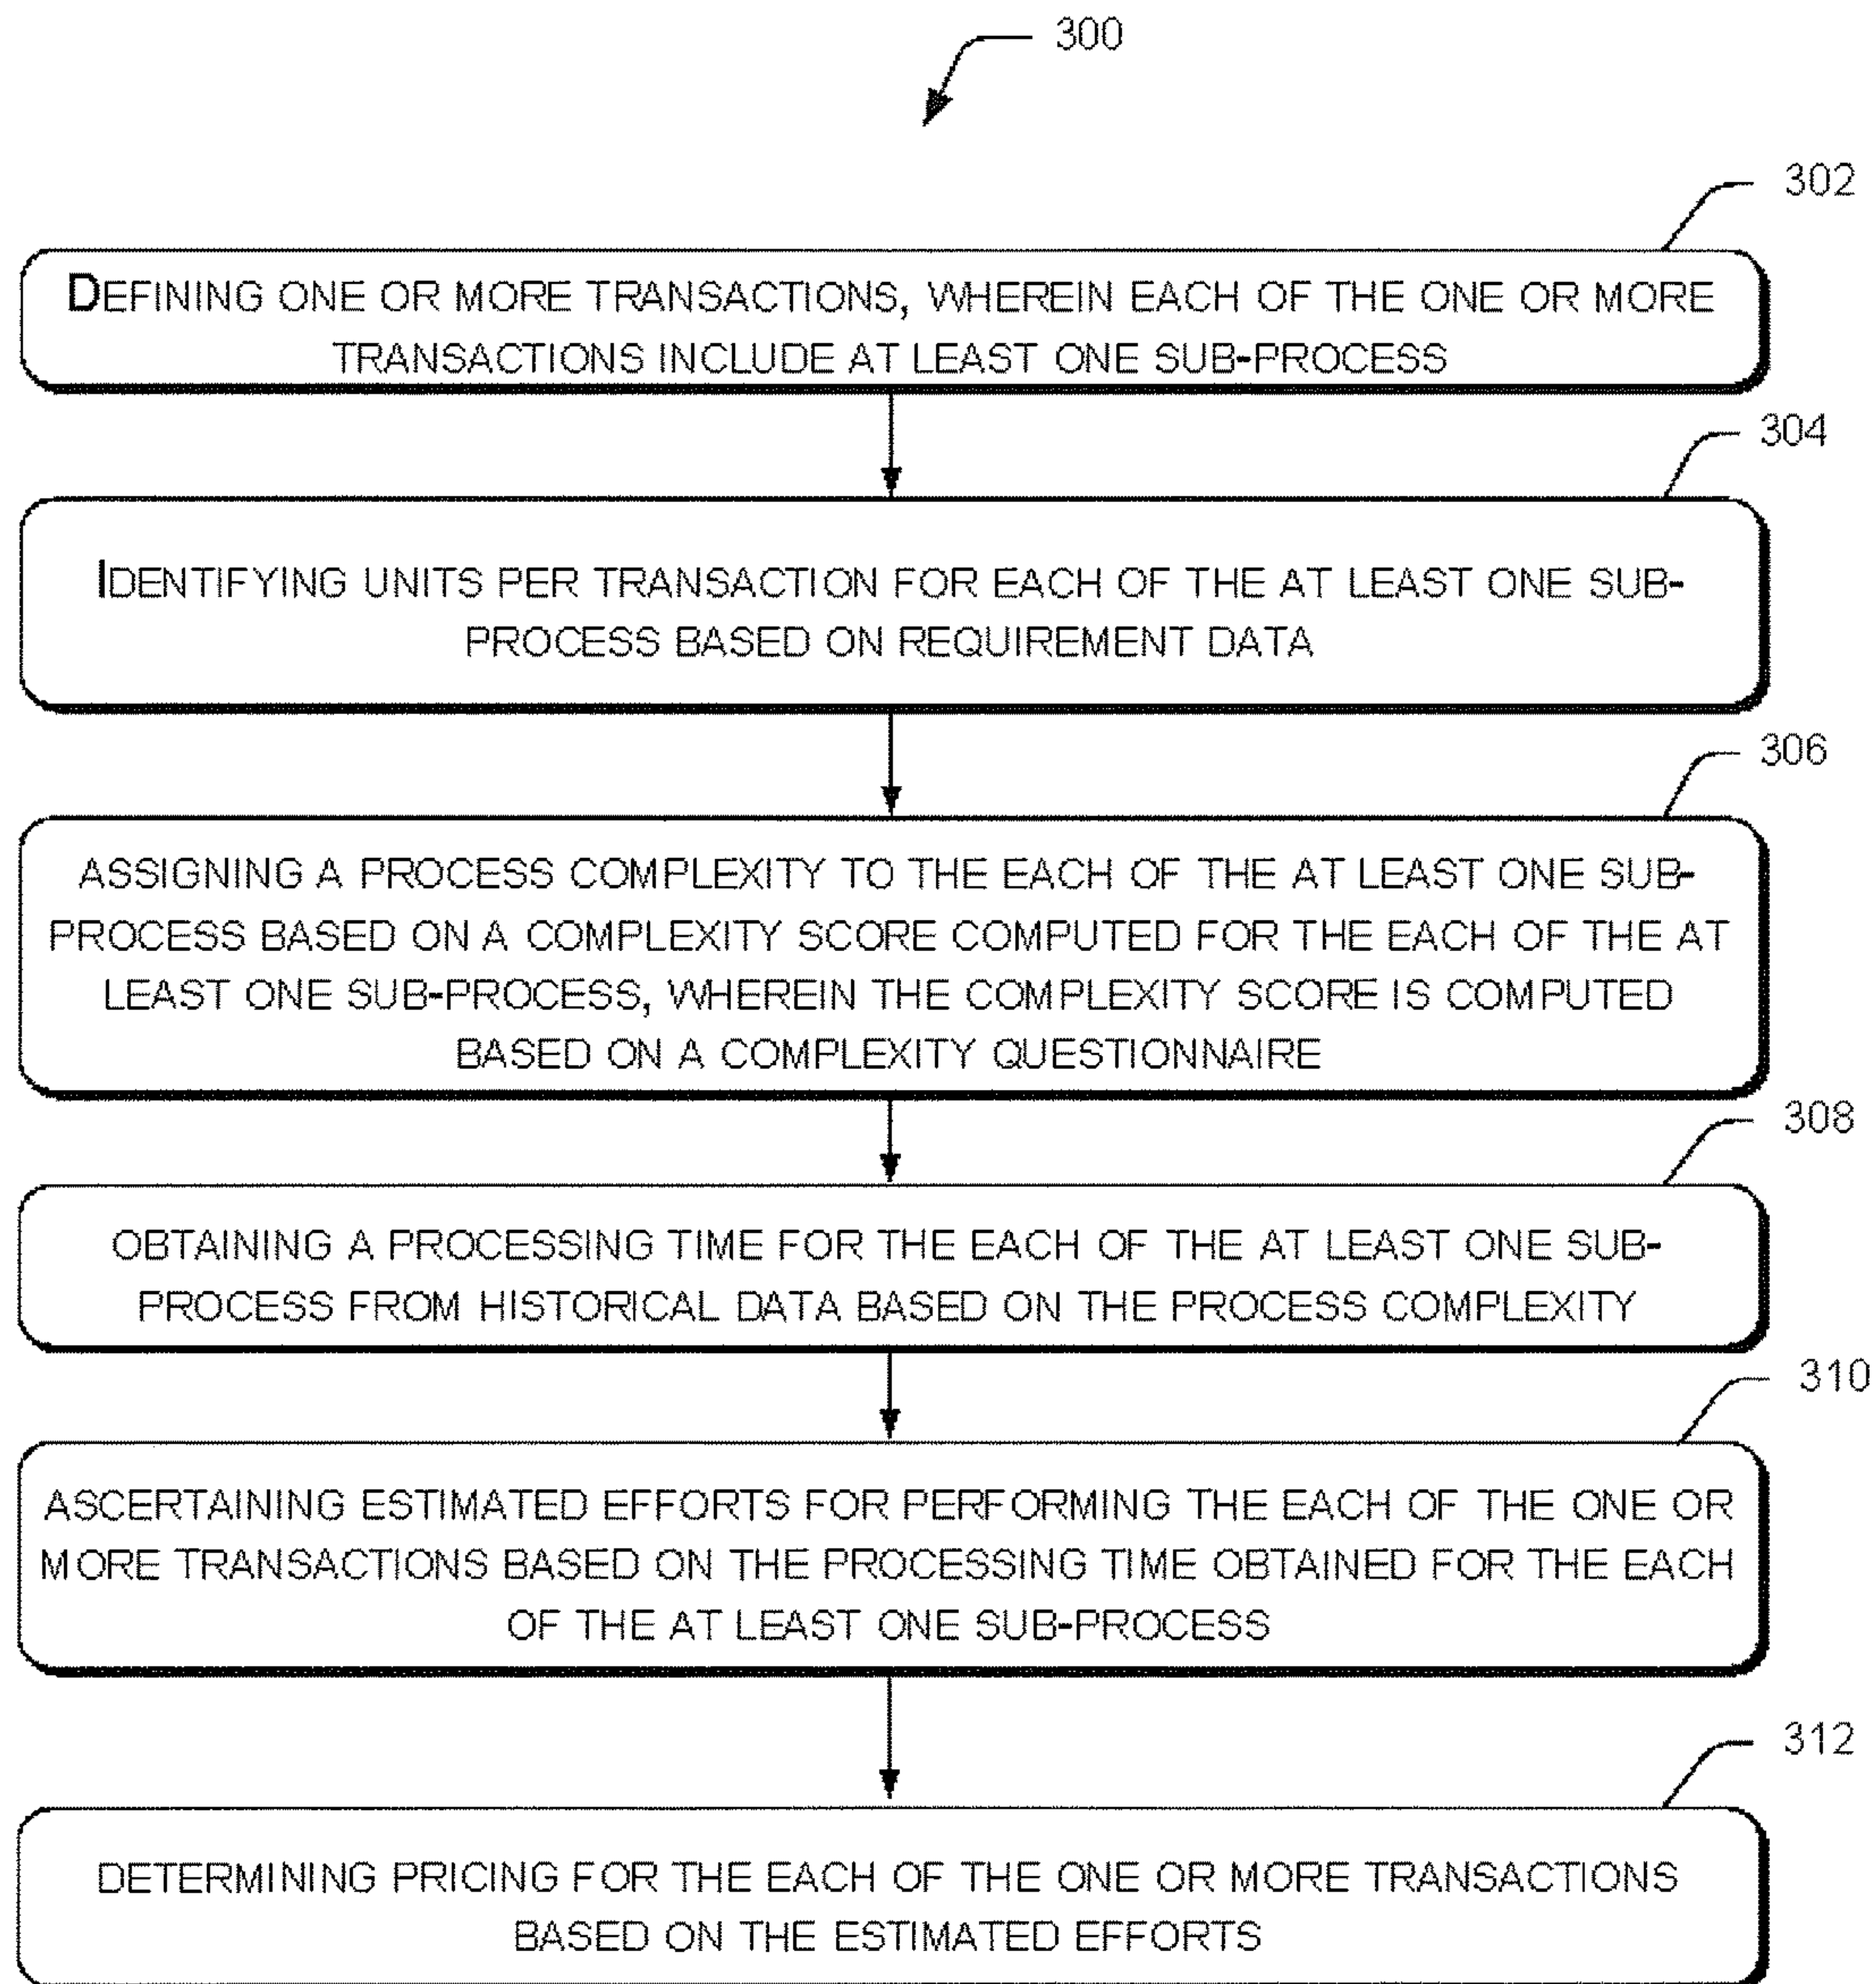 300
302
DEFINING ONE OR MORE TRANSACTIONS, WHEREIN EACH OF THE ONE OR MORE
TRANSACTIONS INCLUDE AT LEAST ONE SUB-PROCESS
304
IDENTIFYING UNITS PER TRANSACTION FOR EACH OF THE AT LEAST ONE SUB-
PROCESS BASED ON REQUIREMENT DATA
306
ASSIGNING A PROCESS COMPLEXITY TO THE EACH OF THE AT LEAST ONE SUB-
PROCESS BASED ON A COMPLEXITY SCORE COMPUTED FOR THE EACH OF THE AT
LEAST ONE SUB-PROCESS, WHEREIN THE COMPLEXITY SCORE IS COMPUTED
BASED ON A COMPLEXITY QUESTIONNAIRE
308
OBTAINING A PROCESSING TIME FOR THE EACH OF THE AT LEAST ONE SUB-
PROCESS FROM HISTORICAL DATA BASED ON THE PROCESS COMPLEXITY
310
ASCERTAINING ESTIMATED EFFORTS FOR PERFORMING THE EACH OF THE ONE OR
MORE TRANSACTIONS BASED ON THE PROCESSING TIME OBTAINED FOR THE EACH
OF THE AT LEAST ONE SUB-PROCESS
312
DETERMINING PRICING FOR THE EACH OF THE ONE OR MORE TRANSACTIONS
BASED ON THE ESTIMATED EFFORTS